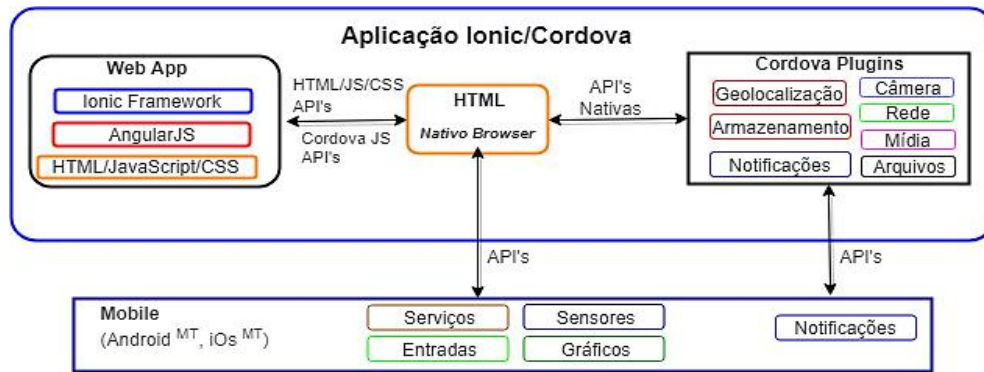 Aplicação Ionic/Cordova
Web App
Ionic Framework
AngularJS
HTML/JavaScript/CSS
HTML/JS/CSS
API's
Cordova JS
API's
HTML
Nativo Browser
API's
Nativas
Cordova Plugins
Geolocalização
Câmera
Rede
Armazenamento
Mídia
Notificações
Arquivos
API's
API's
Mobile
(Android MT, iOs MT)
Serviços
Sensores
Entradas
Gráficos
Notificações